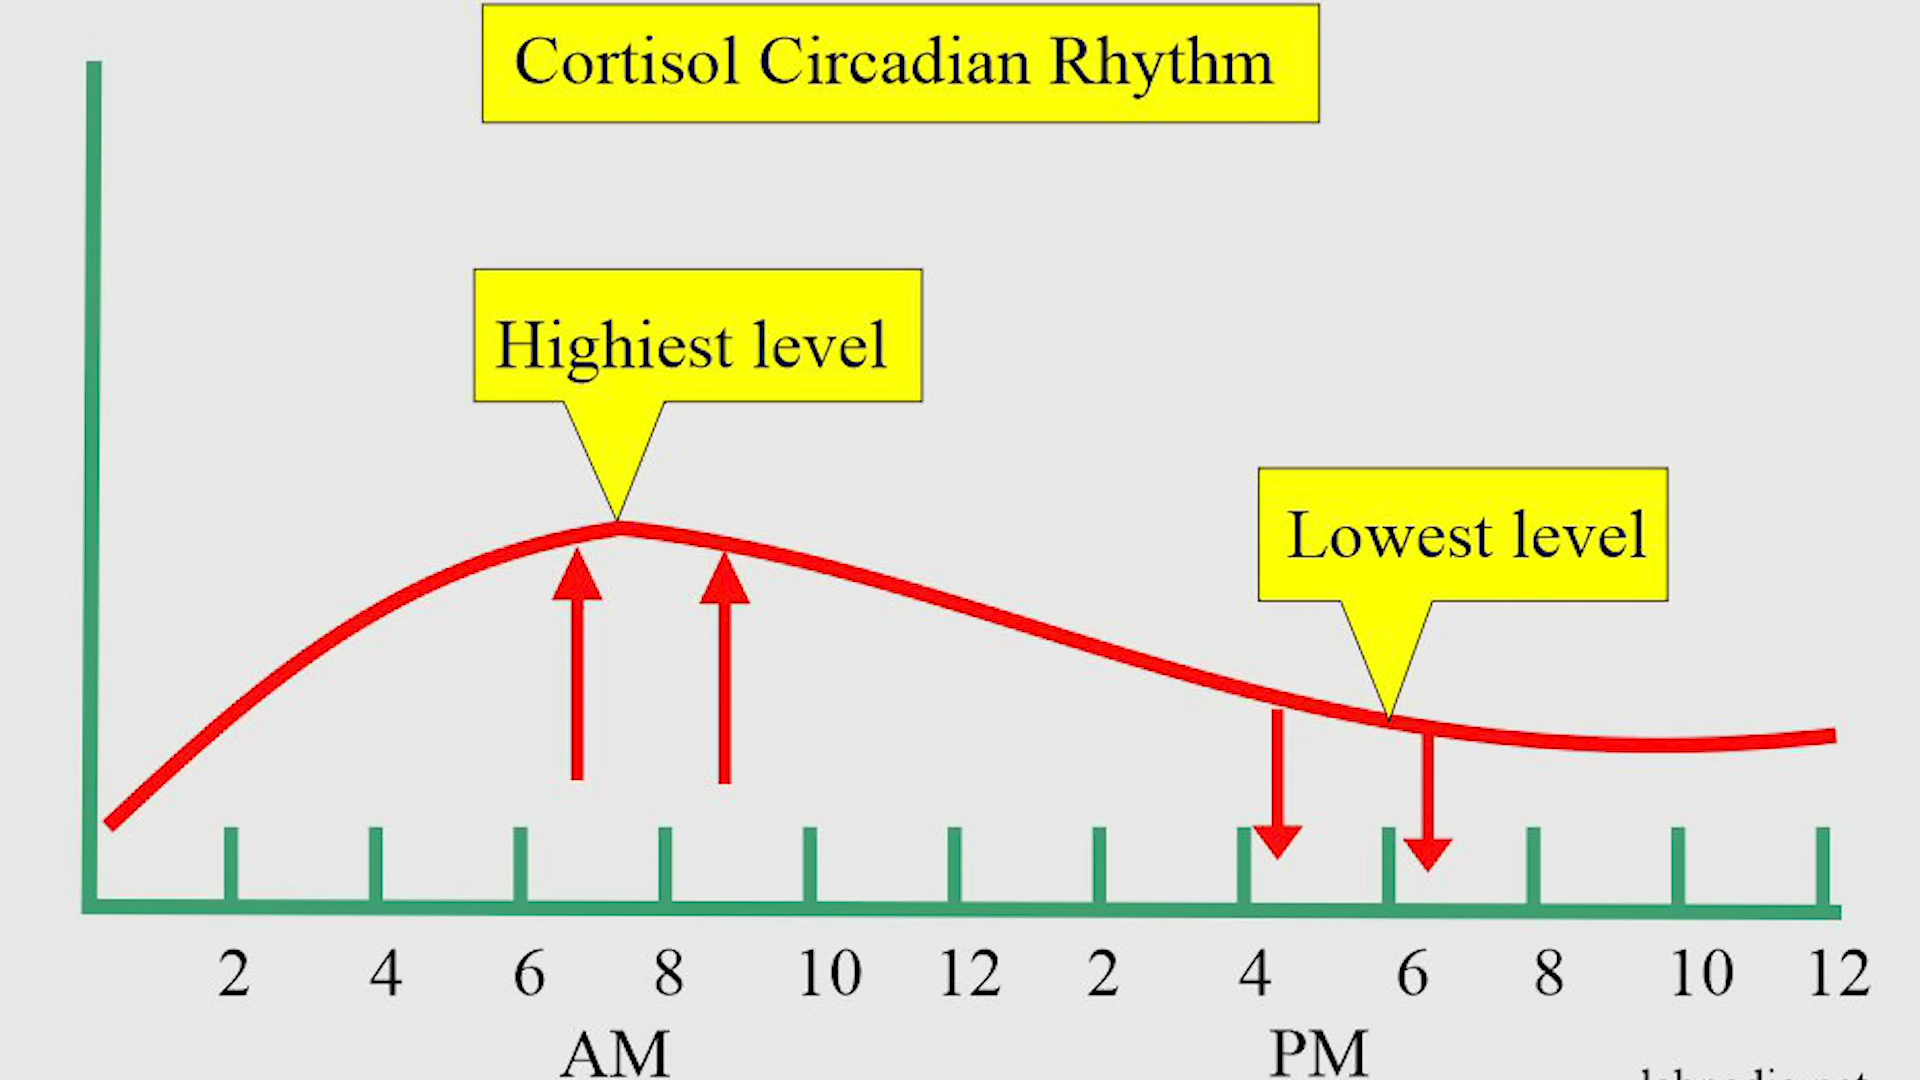 Cortisol Circadian Rhythm
Highiest level
Lowest level
2 4 6 8 10 12 2 4 6 8 10 12
AM PM